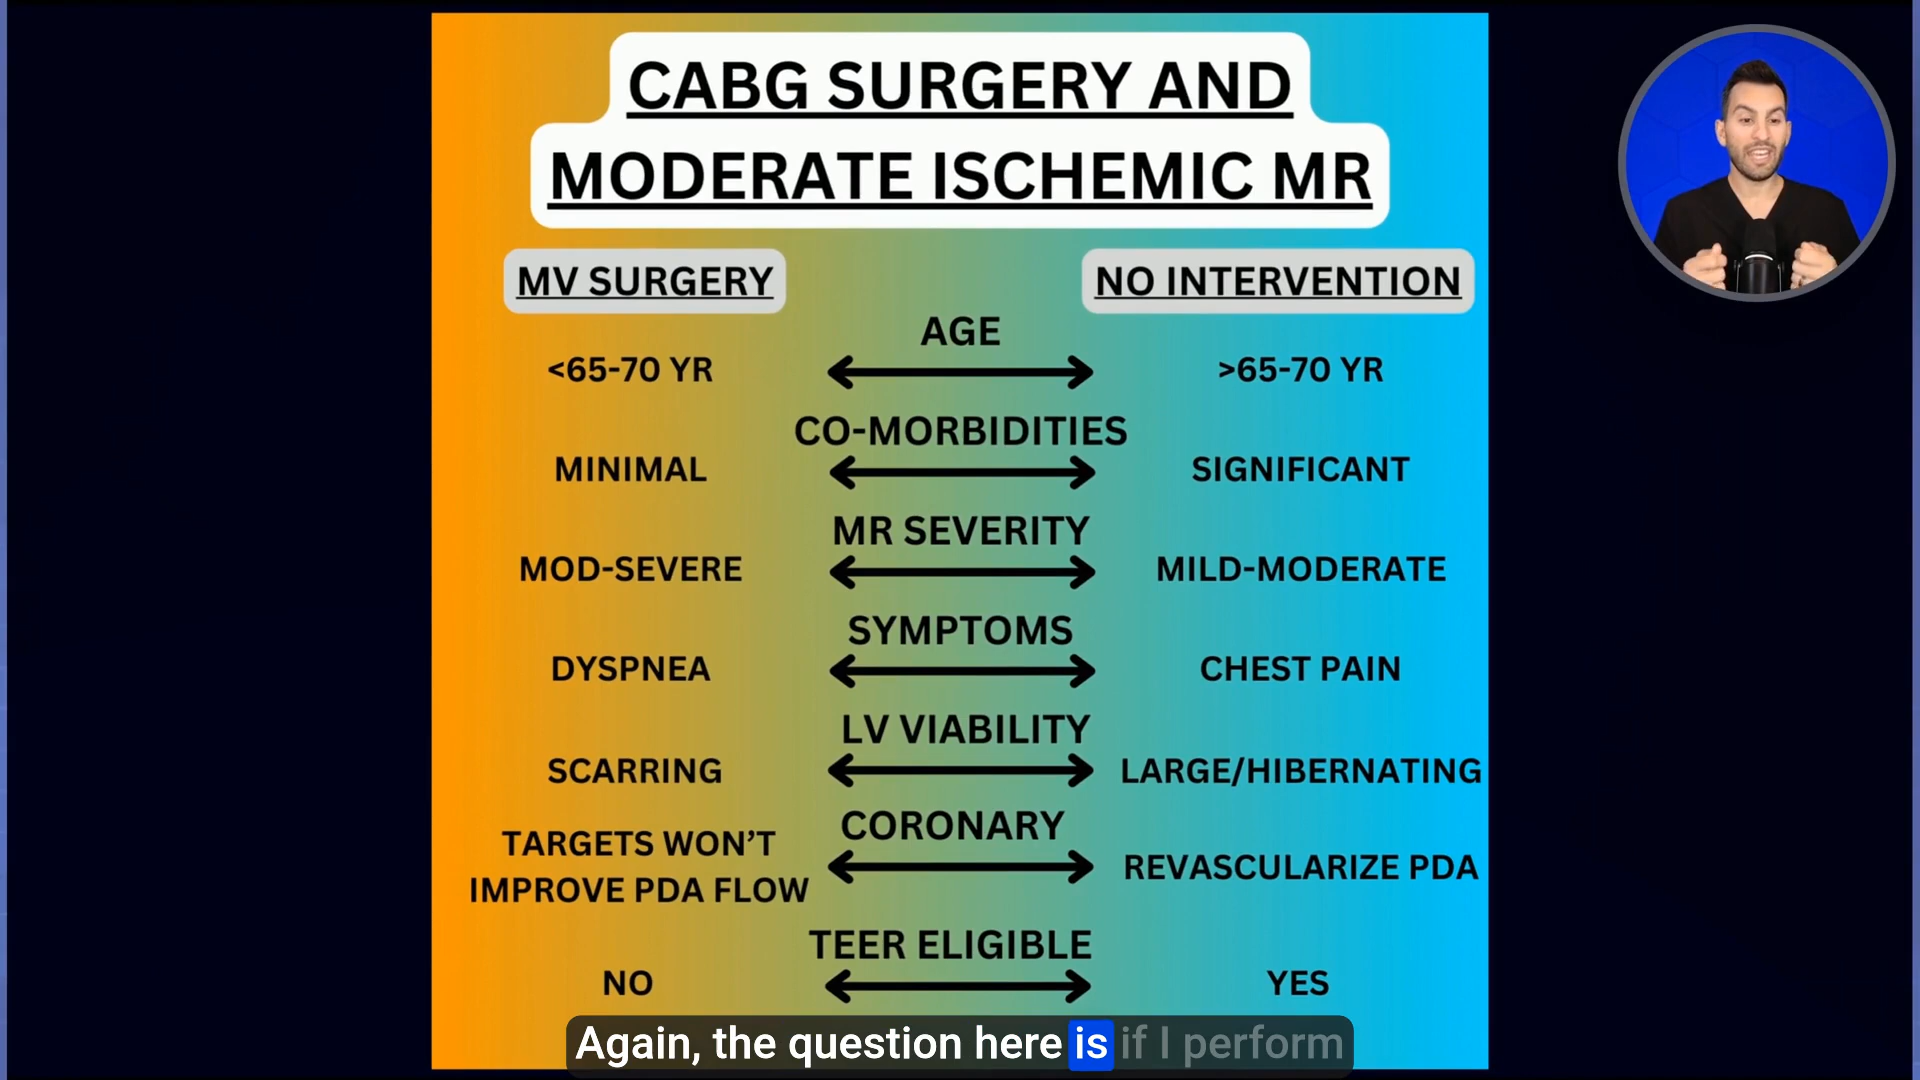 CABG SURGERY AND
MODERATE ISCHEMIC MR
MV SURGERY
NO INTERVENTION
AGE
<65-70 YR
>65-70 YR
CO-MORBIDITIES
MINIMAL
SIGNIFICANT
MR SEVERITY
MOD-SEVERE
MILD-MODERATE
SYMPTOMS
DYSPNEA
CHEST PAIN
LV VIABILITY
SCARRING
LARGE/HIBERNATING
CORONARY
TARGETS WON'T
IMPROVE PDA FLOW
REVASCULARIZE PDA
TEER ELIGIBLE
NO
YES
Again, the question here is if I perform